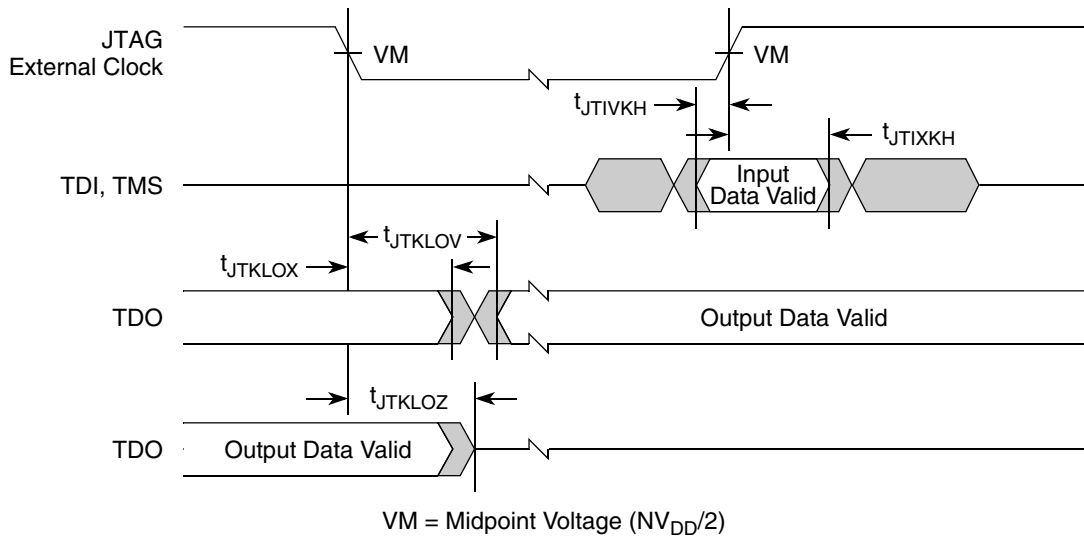 JTAG
External Clock
VM
VM
tJTIVKH
tJTIXKH
TDI, TMS
Input
Data Valid
tJTKLOV
tJTKLOX
TDO
Output Data Valid
tJTKLOZ
TDO
Output Data Valid
VM = Midpoint Voltage (NVDD/2)